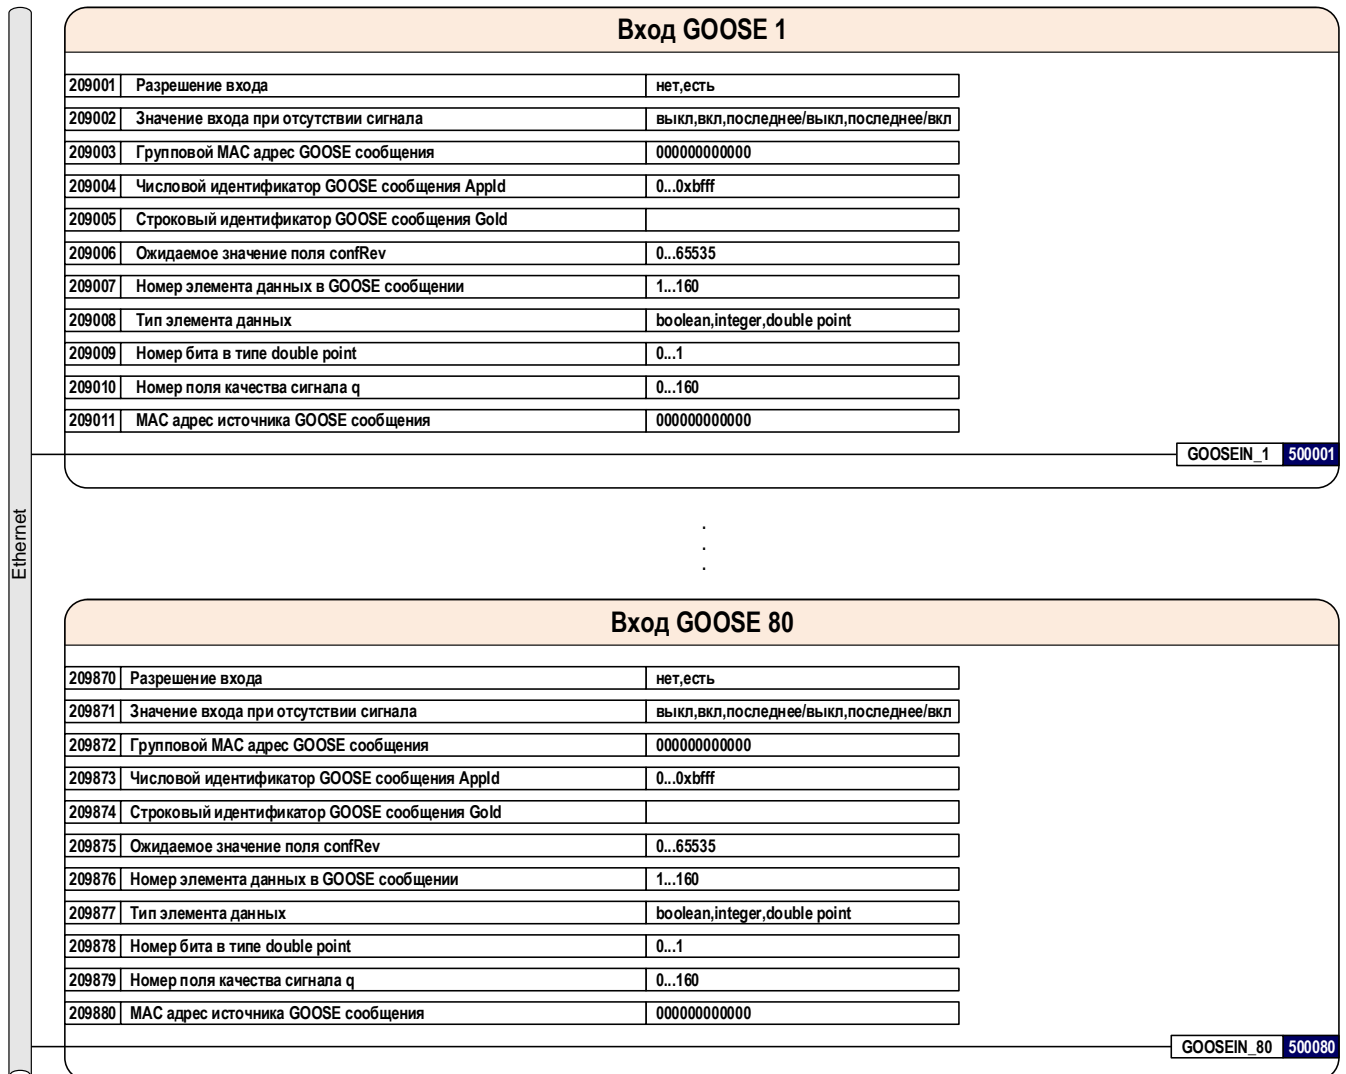 Вход GOOSE 1
209001 Разрешение входа нет,есть
209002 Значение входа при отсутствии сигнала выкл,вкл,последнее/выкл,последнее/вкл
209003 Групповой MAC адрес GOOSE сообщения 000000000000
209004 Числовой идентификатор GOOSE сообщения AppId 0...0xbfff
209005 Строковый идентификатор GOOSE сообщения GoId
209006 Ожидаемое значение поля confRev 0...65535
209007 Номер элемента данных в GOOSE сообщении 1...160
209008 Тип элемента данных boolean,integer,double point
209009 Номер бита в типе double point 0...1
209010 Номер поля качества сигнала q 0...160
209011 MAC адрес источника GOOSE сообщения 000000000000
GOOSEIN_1 500001
Ethernet
.
.
.
Вход GOOSE 80
209870 Разрешение входа нет,есть
209871 Значение входа при отсутствии сигнала выкл,вкл,последнее/выкл,последнее/вкл
209872 Групповой MAC адрес GOOSE сообщения 000000000000
209873 Числовой идентификатор GOOSE сообщения AppId 0...0xbfff
209874 Строковый идентификатор GOOSE сообщения GoId
209875 Ожидаемое значение поля confRev 0...65535
209876 Номер элемента данных в GOOSE сообщении 1...160
209877 Тип элемента данных boolean,integer,double point
209878 Номер бита в типе double point 0...1
209879 Номер поля качества сигнала q 0...160
209880 MAC адрес источника GOOSE сообщения 000000000000
GOOSEIN_80 500080